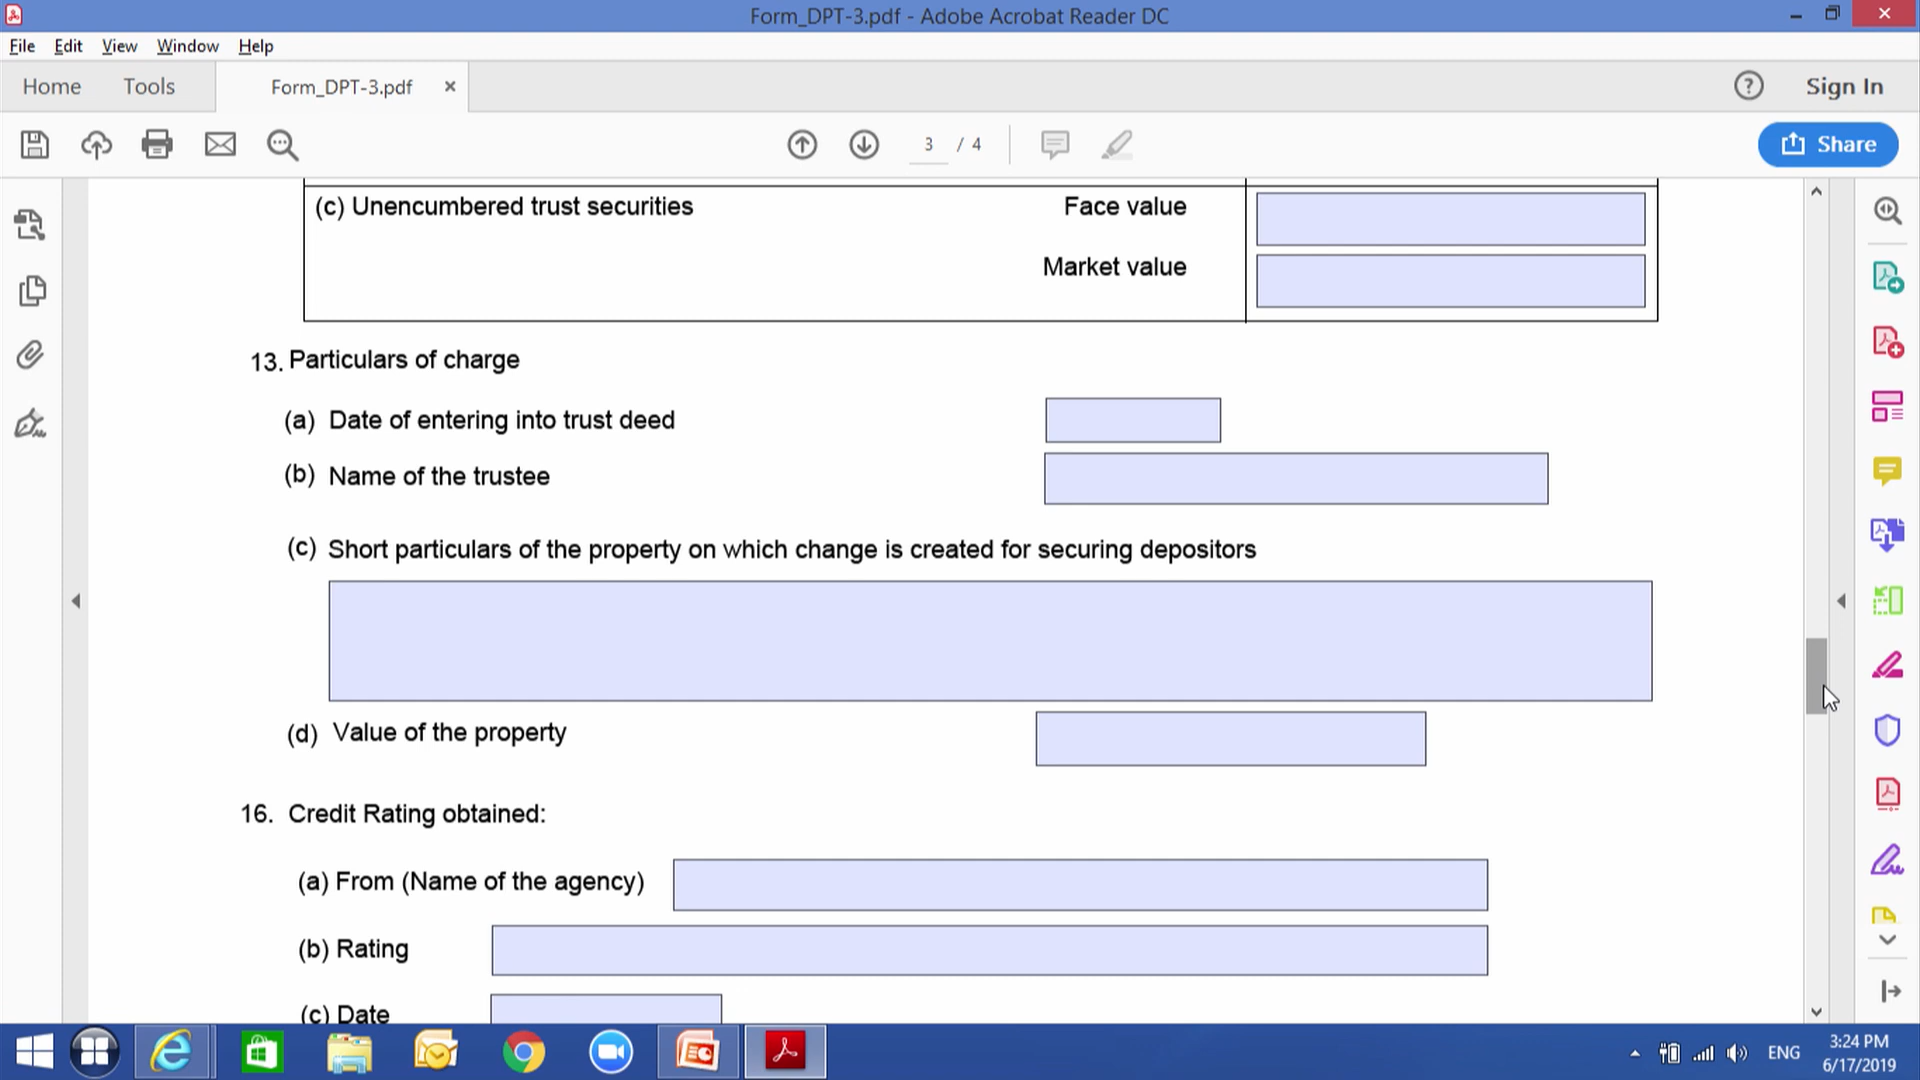 Form_DPT-3.pdf - Adobe Acrobat Reader DC
File Edit View Window Help
Home Tools Form_DPT-3.pdf × ? Sign In
3 / 4 Share
(c) Unencumbered trust securities Face value
Market value
13. Particulars of charge
(a) Date of entering into trust deed
(b) Name of the trustee
(c) Short particulars of the property on which change is created for securing depositors
(d) Value of the property
16. Credit Rating obtained:
(a) From (Name of the agency)
(b) Rating
(c) Date
ENG 3:24 PM
6/17/2019